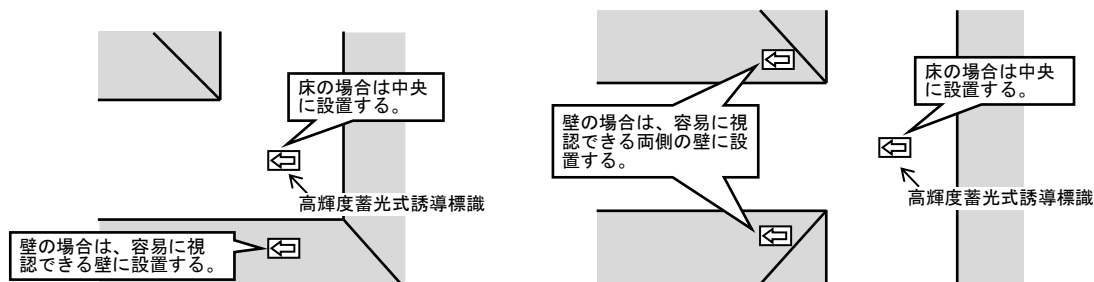 床の場合は中央
に設置する。
高輝度蓄光式誘導標識
壁の場合は、容易に視
認できる壁に設置する。
床の場合は中央
に設置する。
壁の場合は、容易に視
認できる両側の壁に設
置する。
高輝度蓄光式誘導標識